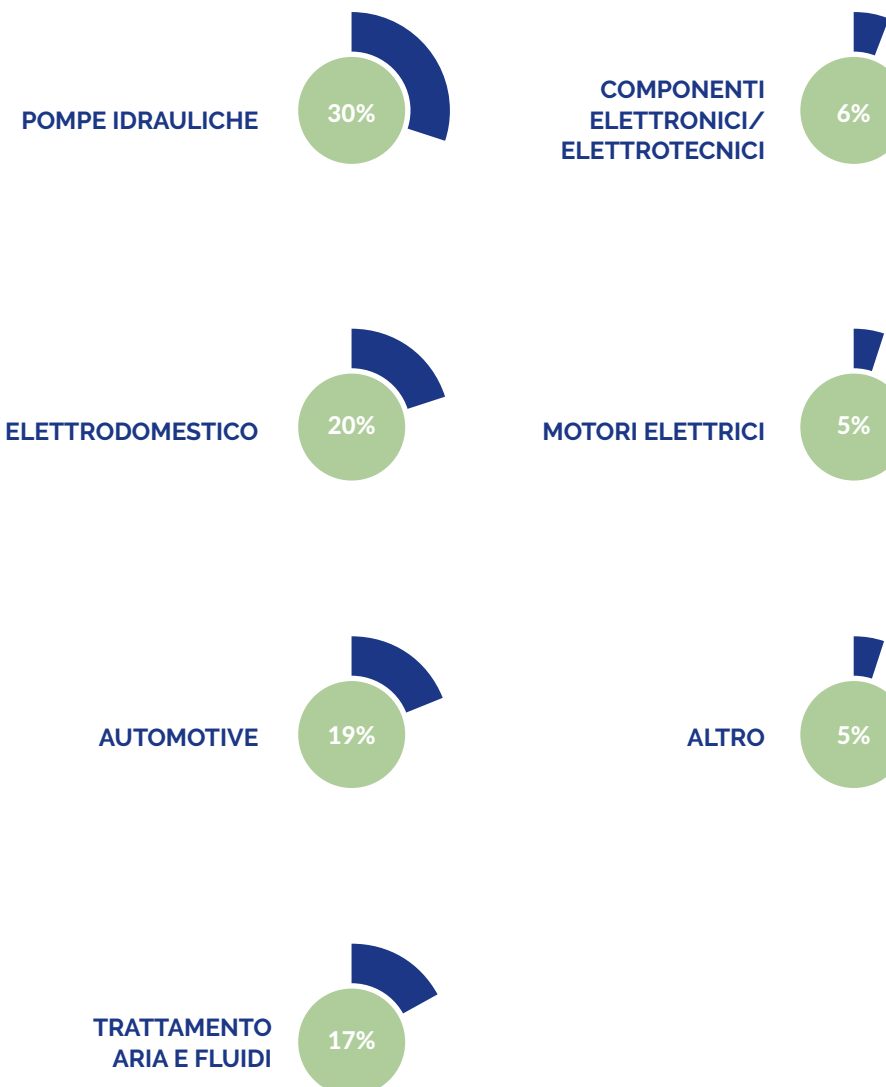 POMPE IDRAULICHE
30%
COMPONENTI
ELETTRONICI/
ELETTROTECNICI
6%
ELETTRODOMESTICO
20%
MOTORI ELETTRICI
5%
AUTOMOTIVE
19%
ALTRO
5%
TRATTAMENTO
ARIA E FLUIDI
17%